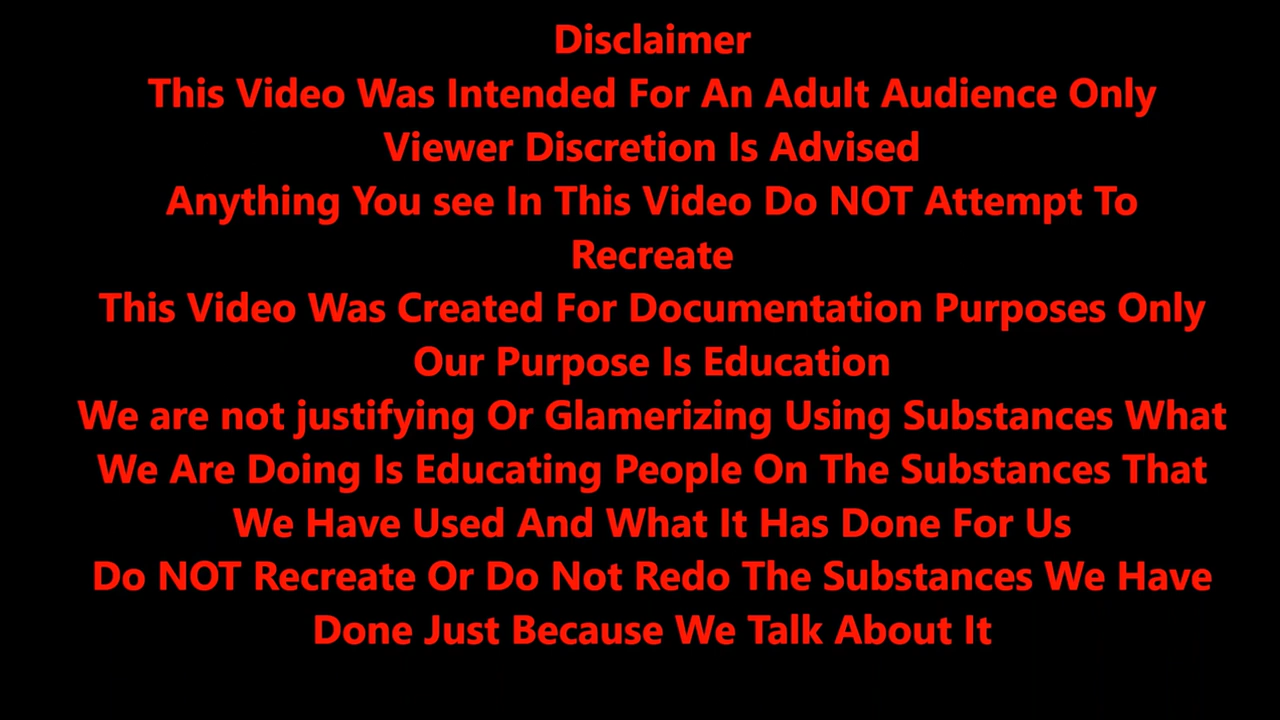 Disclaimer
This Video Was Intended For An Adult Audience Only
Viewer Discretion Is Advised
Anything You see In This Video Do NOT Attempt To
Recreate
This Video Was Created For Documentation Purposes Only
Our Purpose Is Education
We are not justifying Or Glamerizing Using Substances What
We Are Doing Is Educating People On The Substances That
We Have Used And What It Has Done For Us
Do NOT Recreate Or Do Not Redo The Substances We Have
Done Just Because We Talk About It